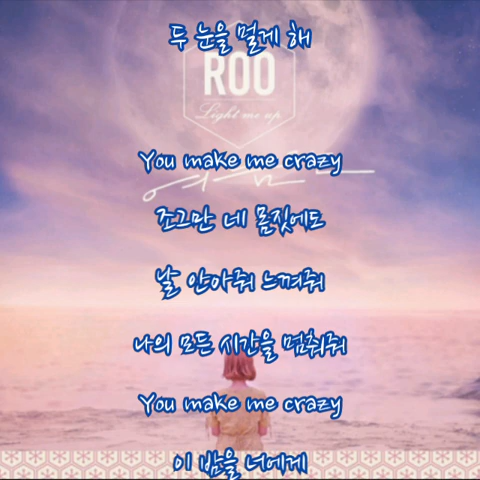 두 눈을 멀게 해
ROO
Light me up
You make me crazy
조그만 네 몸짓에도
날 안아줘 느껴줘
나의 모든 시간을 멈춰줘
You make me crazy
이 밤을 너에게